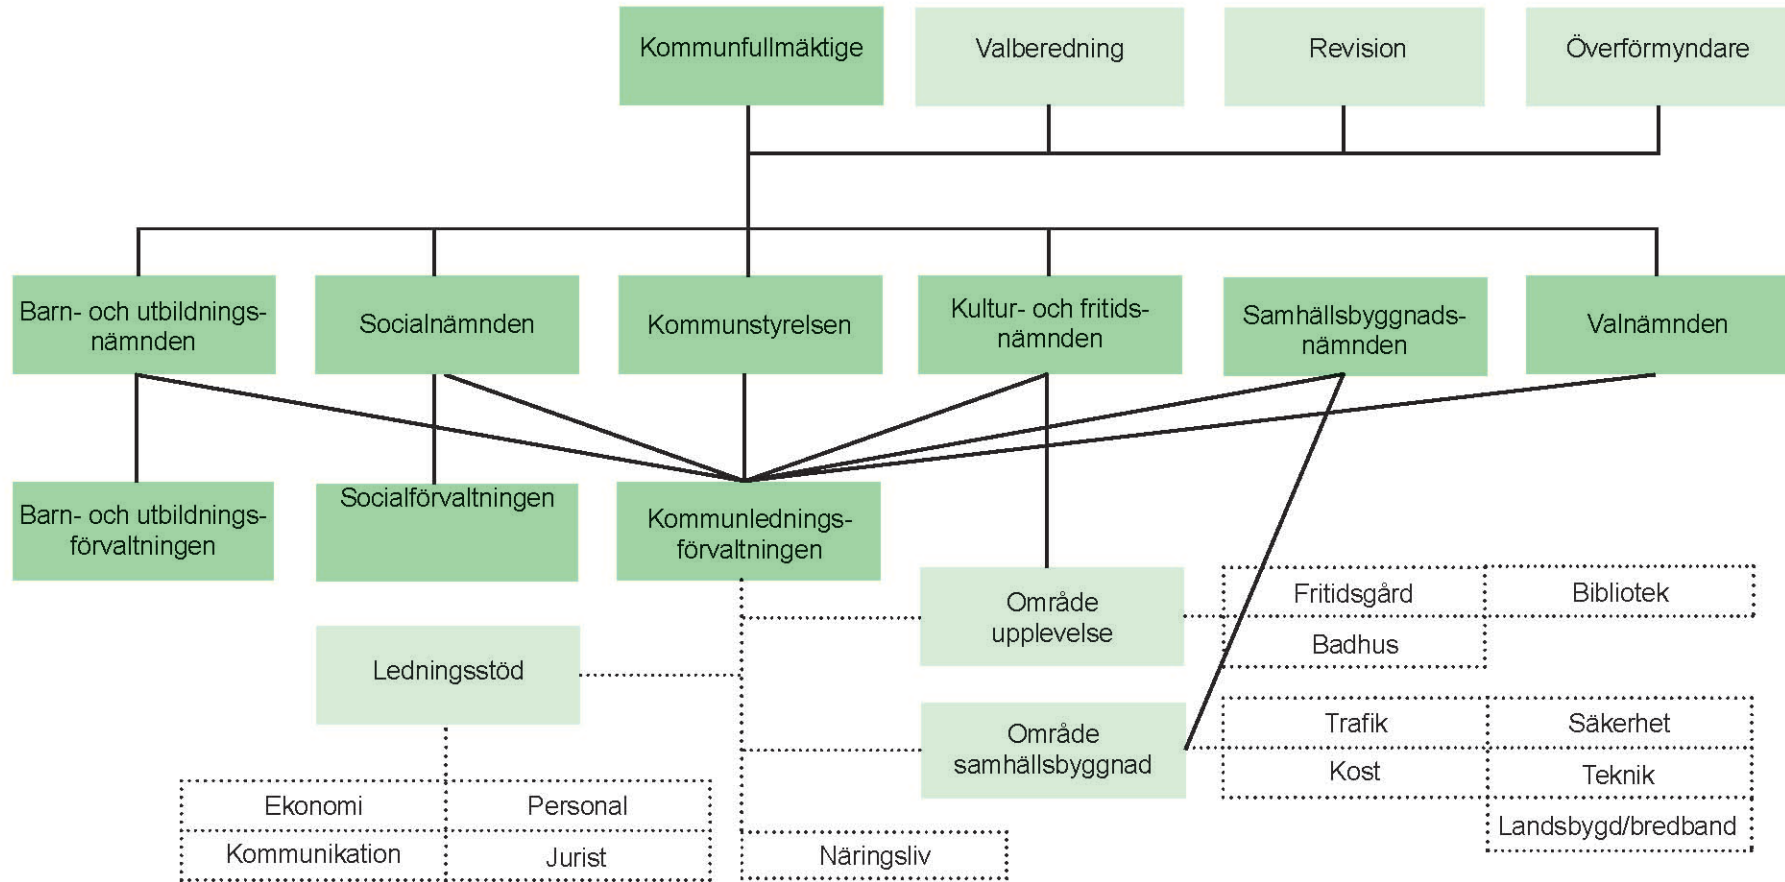 Kommunfullmäktige
Valberedning
Revision
Överförmyndare
Barn- och utbildnings-
nämnden
Socialnämnden
Kommunstyrelsen
Kultur- och fritids-
nämnden
Samhällsbyggnads-
nämnden
Valnämnden
Barn- och utbildnings-
förvaltningen
Socialförvaltningen
Kommunlednings-
förvaltningen
Område
upplevelse
Fritidsgård
Bibliotek
Badhus
Ledningsstöd
Område
samhällsbyggnad
Trafik
Säkerhet
Kost
Teknik
Landsbygd/bredband
Ekonomi
Personal
Kommunikation
Jurist
Näringsliv